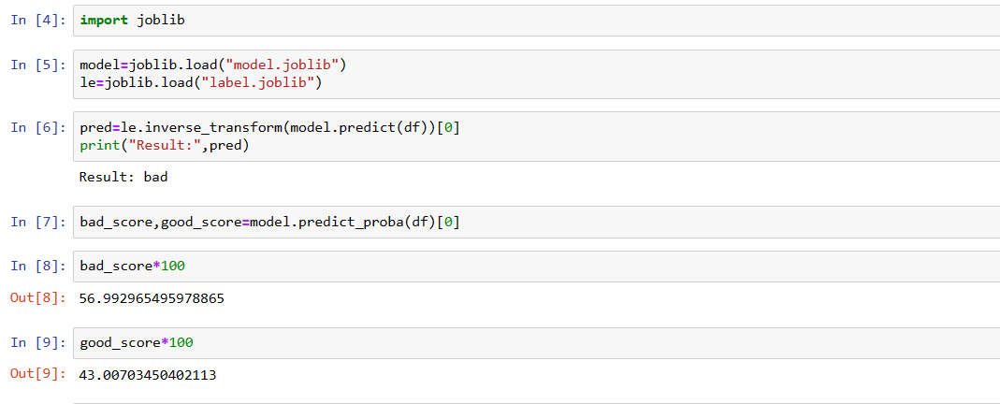 In [4]: import joblib
In [5]: model=joblib.load("model.joblib")
le=joblib.load("label.joblib")
In [6]: pred=le.inverse_transform(model.predict(df))[0]
print("Result:",pred)
Result: bad
In [7]: bad_score,good_score=model.predict_proba(df)[0]
In [8]: bad_score*100
Out[8]: 56.992965495978865
In [9]: good_score*100
Out[9]: 43.00703450402113